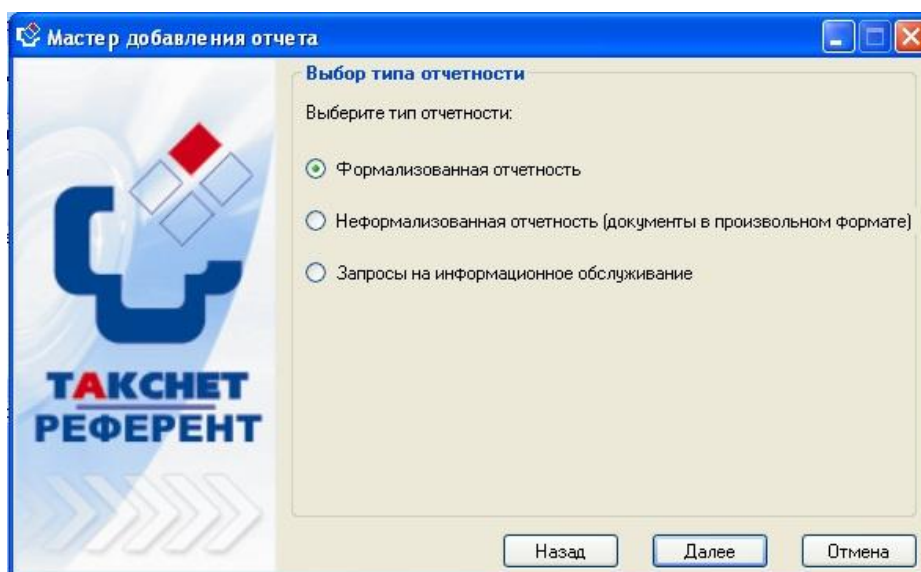 Мастер добавления отчета
Выбор типа отчетности
Выберите тип отчетности:
Формализованная отчетность
Неформализованная отчетность (документы в произвольном формате)
Запросы на информационное обслуживание
ТАКСНЕТ
РЕФЕРЕНТ
Назад
Далее
Отмена